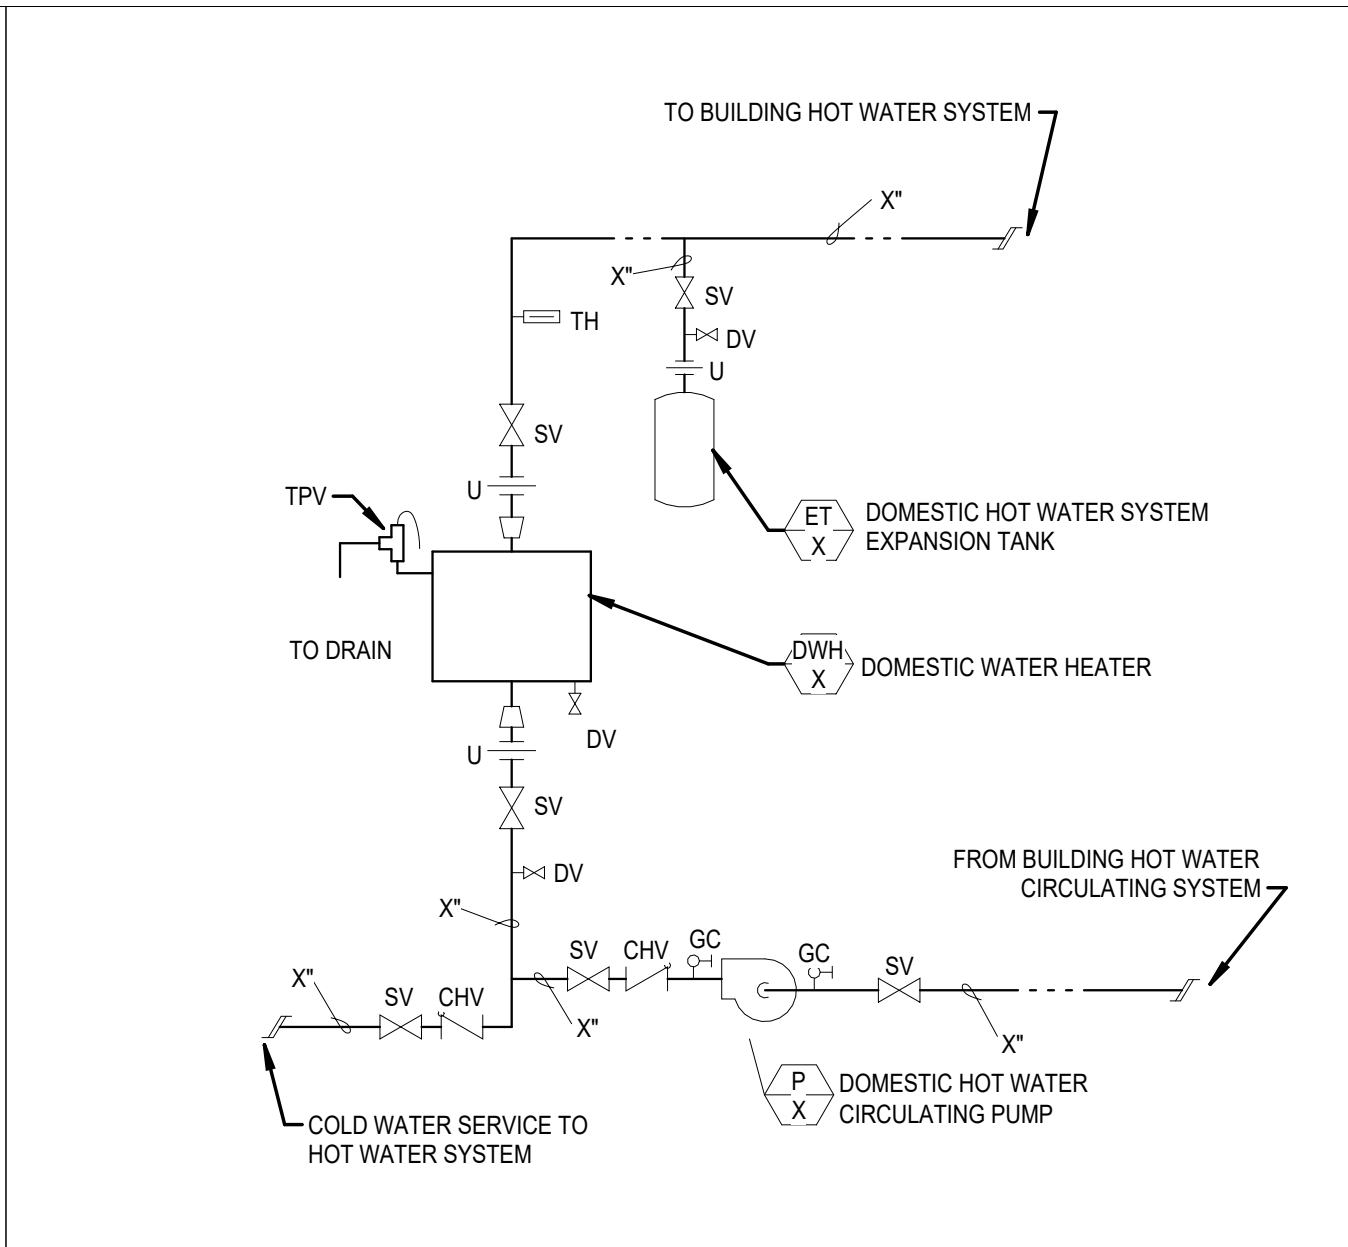 TO BUILDING HOT WATER SYSTEM
X"
X"
SV
TH
DV
U
SV
U
TPV
ET
X
DOMESTIC HOT WATER SYSTEM
EXPANSION TANK
TO DRAIN
DWH
X
DOMESTIC WATER HEATER
DV
U
SV
DV
FROM BUILDING HOT WATER
CIRCULATING SYSTEM
X"
SV
CHV
GC
GC
SV
X"
SV
CHV
X"
X"
P
X
DOMESTIC HOT WATER
CIRCULATING PUMP
COLD WATER SERVICE TO
HOT WATER SYSTEM